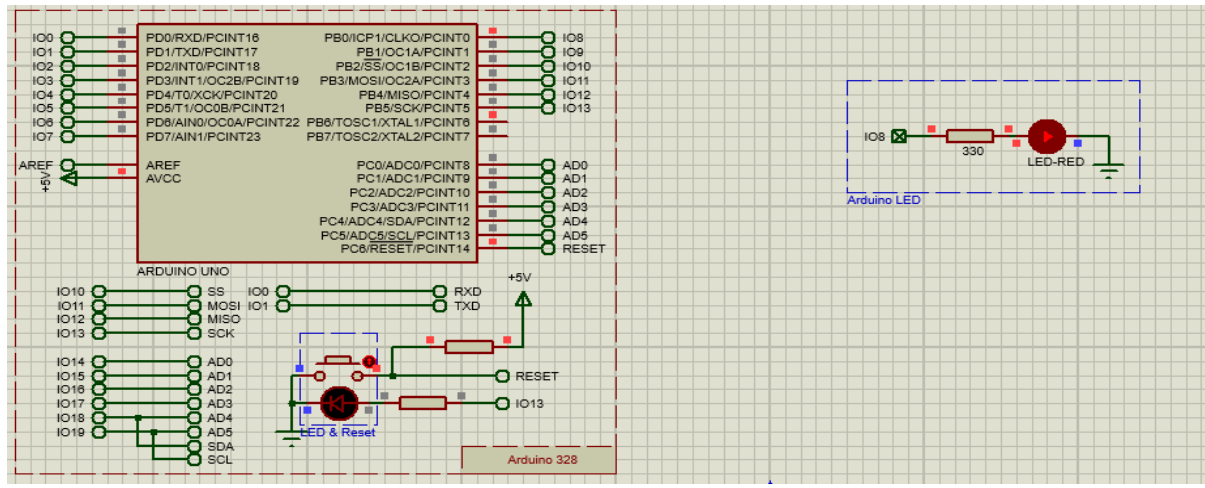 IO0 PD0/RXD/PCINT16 PB0/ICP1/CLKO/PCINT0 IO8
IO1 PD1/TXD/PCINT17 PB1/OC1A/PCINT1 IO9
IO2 PD2/INT0/PCINT18 PB2/SS/OC1B/PCINT2 IO10
IO3 PD3/INT1/OC2B/PCINT19 PB3/MOSI/OC2A/PCINT3 IO11
IO4 PD4/T0/XCK/PCINT20 PB4/MISO/PCINT4 IO12
IO5 PD5/T1/OC0B/PCINT21 PB5/SCK/PCINT5 IO13
IO6 PD6/AIN0/OC0A/PCINT22 PB6/TOSC1/XTAL1/PCINT6
IO7 PD7/AIN1/PCINT23 PB7/TOSC2/XTAL2/PCINT7
AREF AREF PC0/ADC0/PCINT8 AD0
+5V AVCC PC1/ADC1/PCINT9 AD1
PC2/ADC2/PCINT10 AD2
PC3/ADC3/PCINT11 AD3
PC4/ADC4/SDA/PCINT12 AD4
PC5/ADC5/SCL/PCINT13 AD5
PC6/RESET/PCINT14 RESET
ARDUINO UNO
+5V
IO10 SS IO0 RXD
IO11 MOSI IO1 TXD
IO12 MISO
IO13 SCK
IO14 AD0
IO15 AD1 RESET
IO16 AD2
IO17 AD3 IO13
IO18 AD4
IO19 AD5 LED & Reset
SDA
SCL Arduino 328
IO8 330 LED-RED
Arduino LED